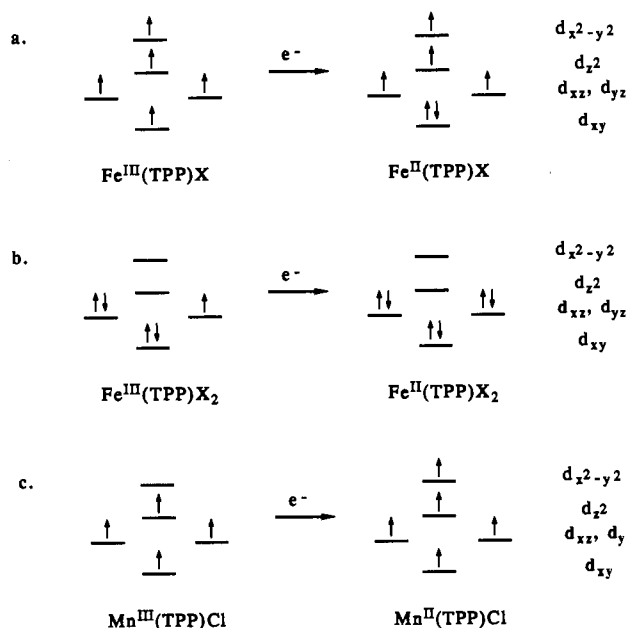 a.
e⁻
d_x²-y²
d_z²
d_xz, d_yz
d_xy
Fe^III(TPP)X Fe^II(TPP)X
b.
e⁻
d_x²-y²
d_z²
d_xz, d_yz
d_xy
Fe^III(TPP)X₂ Fe^II(TPP)X₂
c.
e⁻
d_x²-y²
d_z²
d_xz, d_y
d_xy
Mn^III(TPP)Cl Mn^II(TPP)Cl